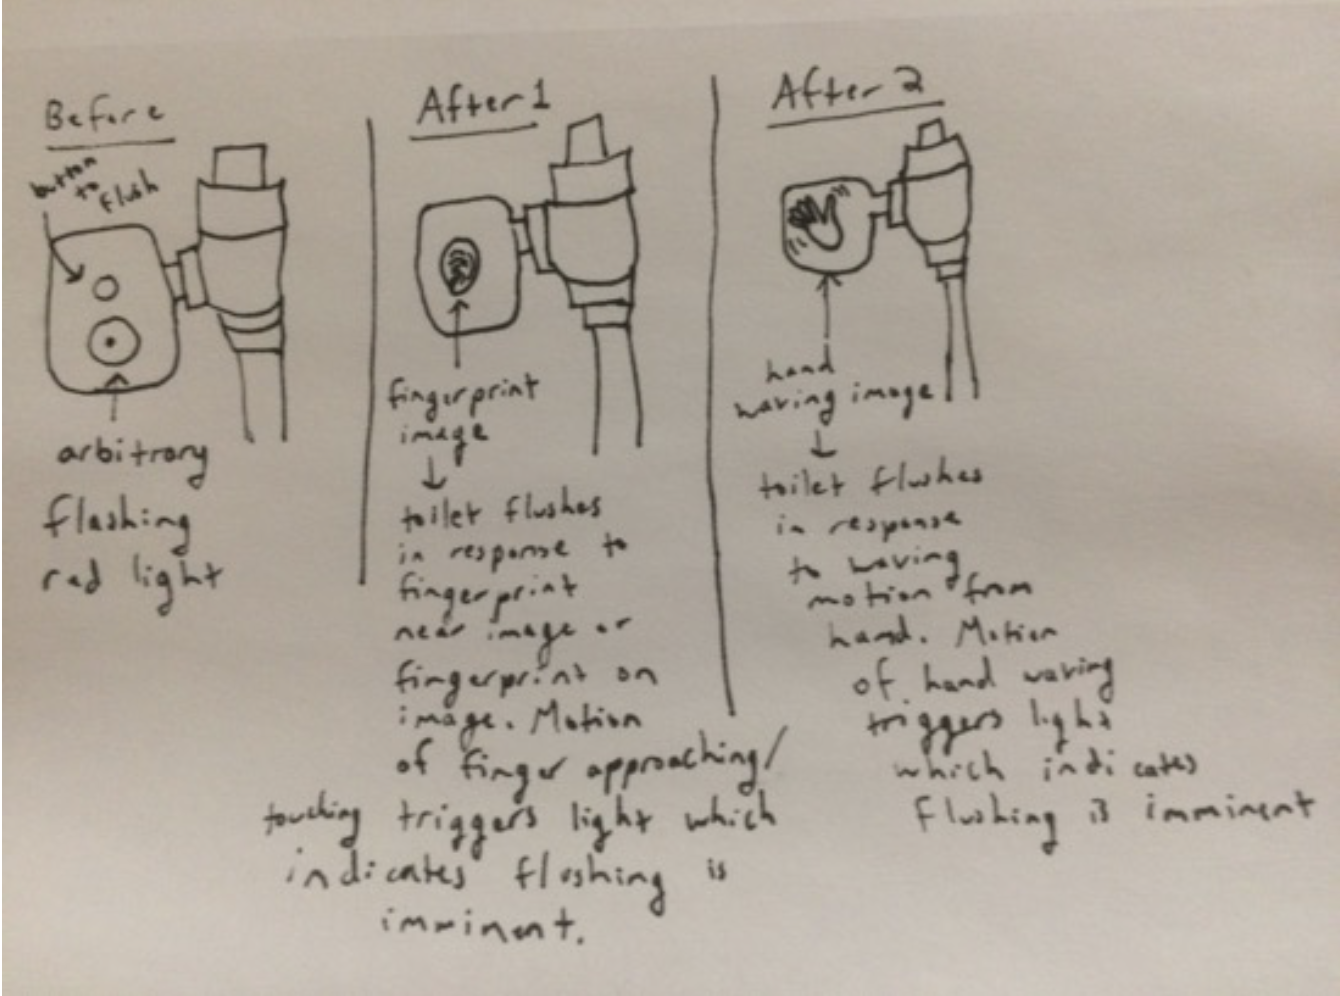 Before
button
to
flush
arbitrary
flashing
red light
After 1
fingerprint
image
toilet flushes
in response to
fingerprint
near image or
fingerprint on
image. Motion
of finger approaching/
touching triggers light which
indicates flushing is
imminent.
After 2
hand
waving image
toilet flushes
in response
to waving
motion from
hand. Motion
of hand waving
triggers light
which indicates
flushing is imminent